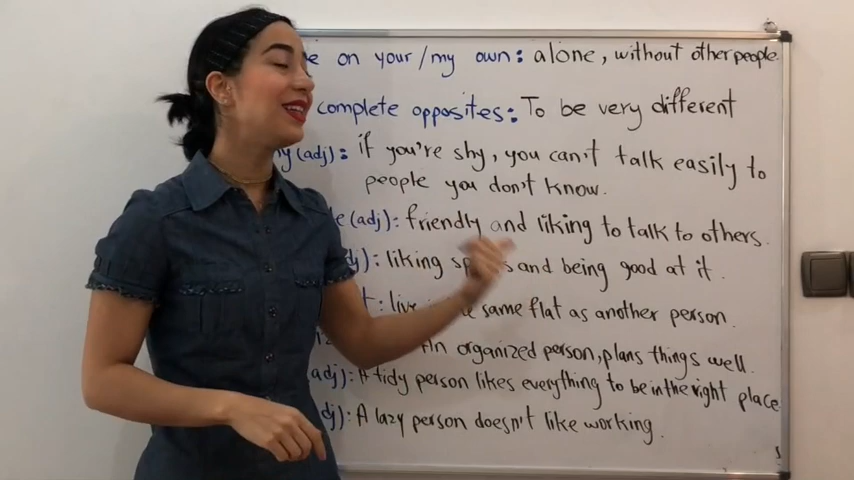 on your/my own: alone, without other people
complete opposites: To be very different
(adj): if you're shy, you can't talk easily to
people you don't know.
(adj): friendly and liking to talk to others.
liking and being good at it.
same flat as another person.
An organized person, plans things well.
adj): A tidy person likes everything to be in the right place
A lazy person doesn't like working.